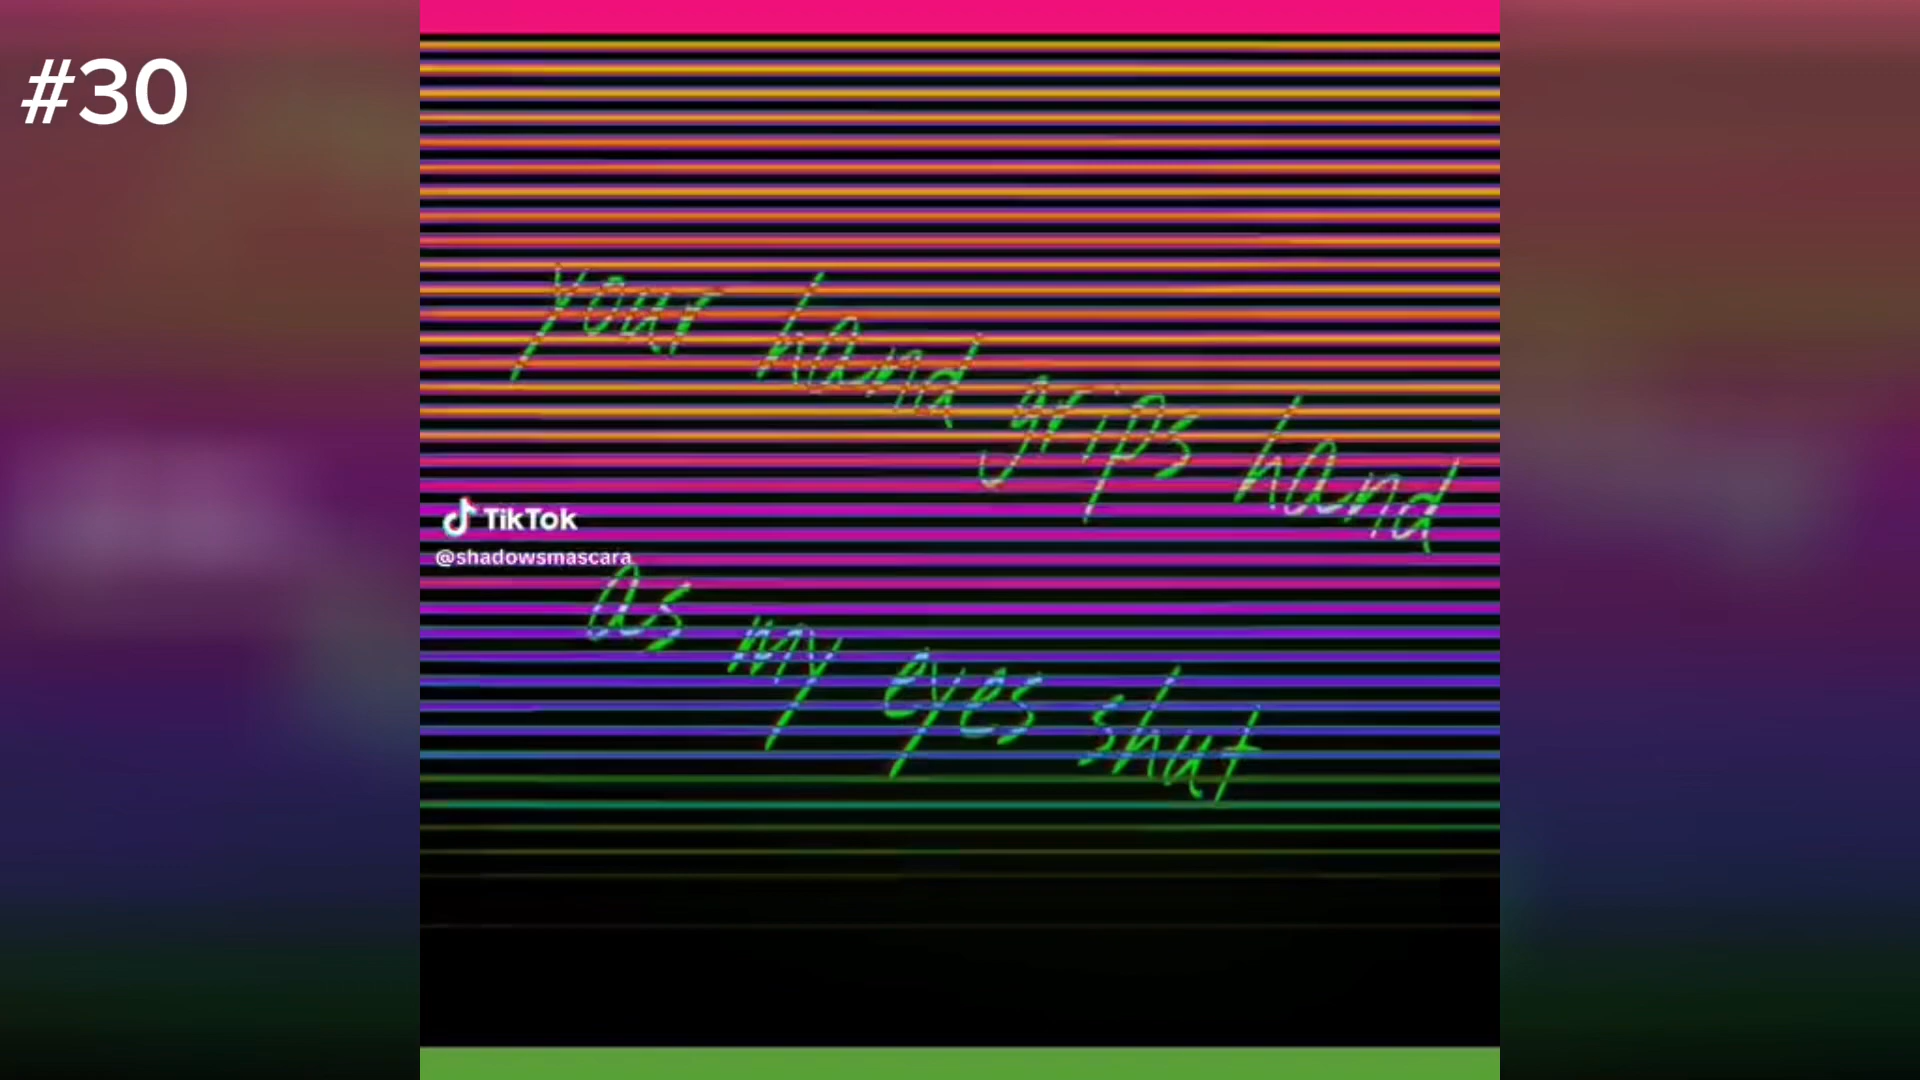 #30
your hand grips hand
TikTok
@shadowsmascara
as my eyes shut